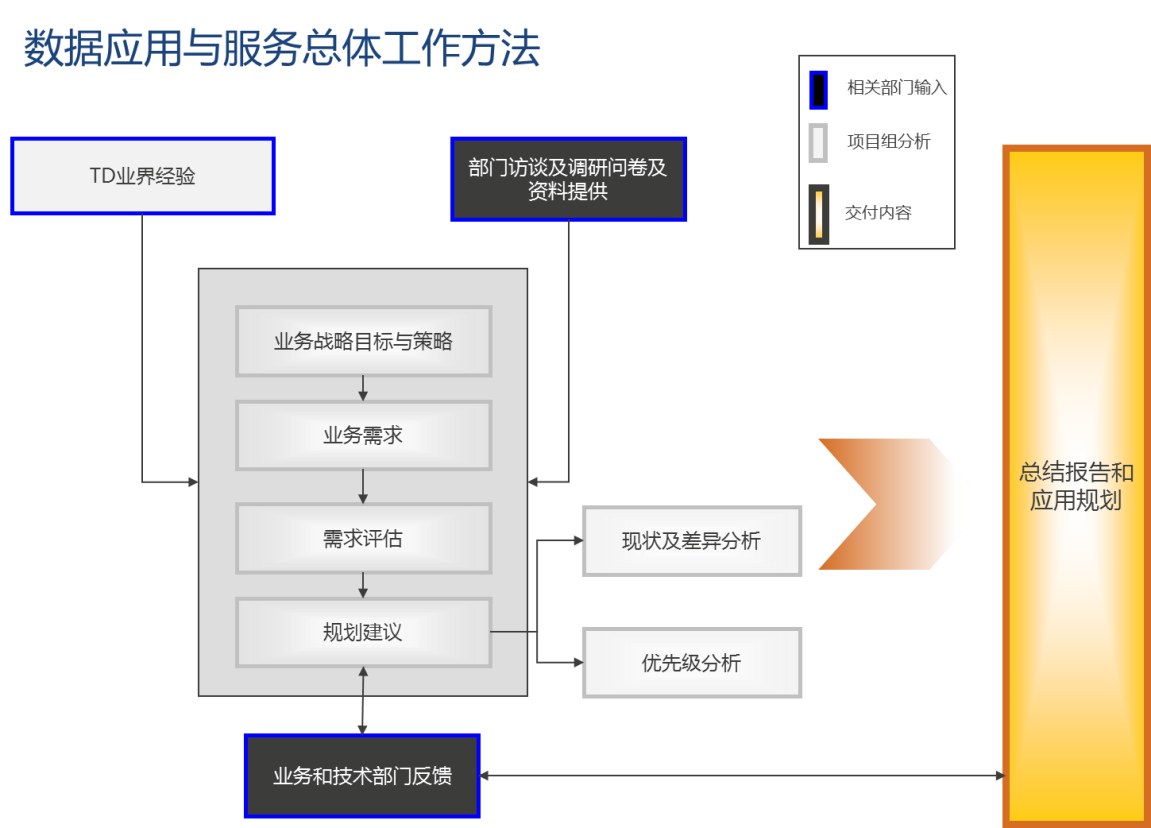 数据应用与服务总体工作方法
相关部门输入
项目组分析
交付内容
TD业界经验
部门访谈及调研问卷及
资料提供
业务战略目标与策略
业务需求
需求评估
规划建议
现状及差异分析
优先级分析
总结报告和
应用规划
业务和技术部门反馈